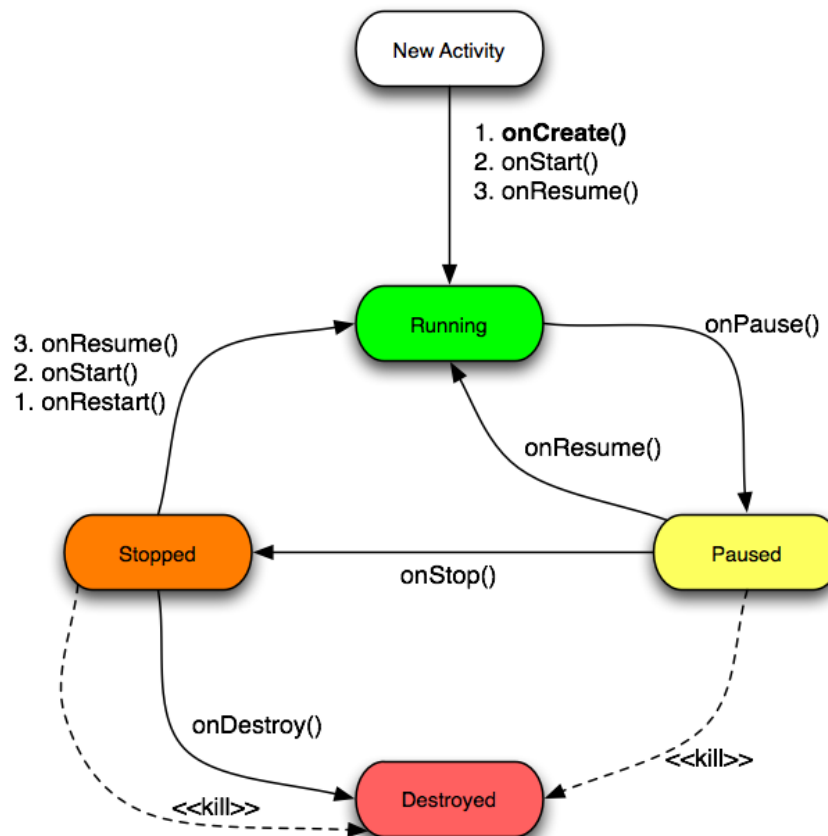 New Activity
1. onCreate()
2. onStart()
3. onResume()
Running
onPause()
3. onResume()
2. onStart()
1. onRestart()
onResume()
Stopped
Paused
onStop()
onDestroy()
<<kill>>
<<kill>>
Destroyed